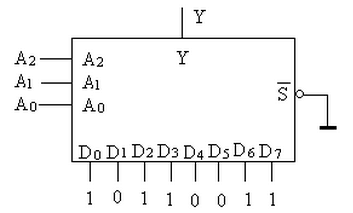 Y
Y
A2 A2
A1 A1
A0 A0
S̅
D0 D1 D2 D3 D4 D5 D6 D7
1 0 1 1 0 0 1 1